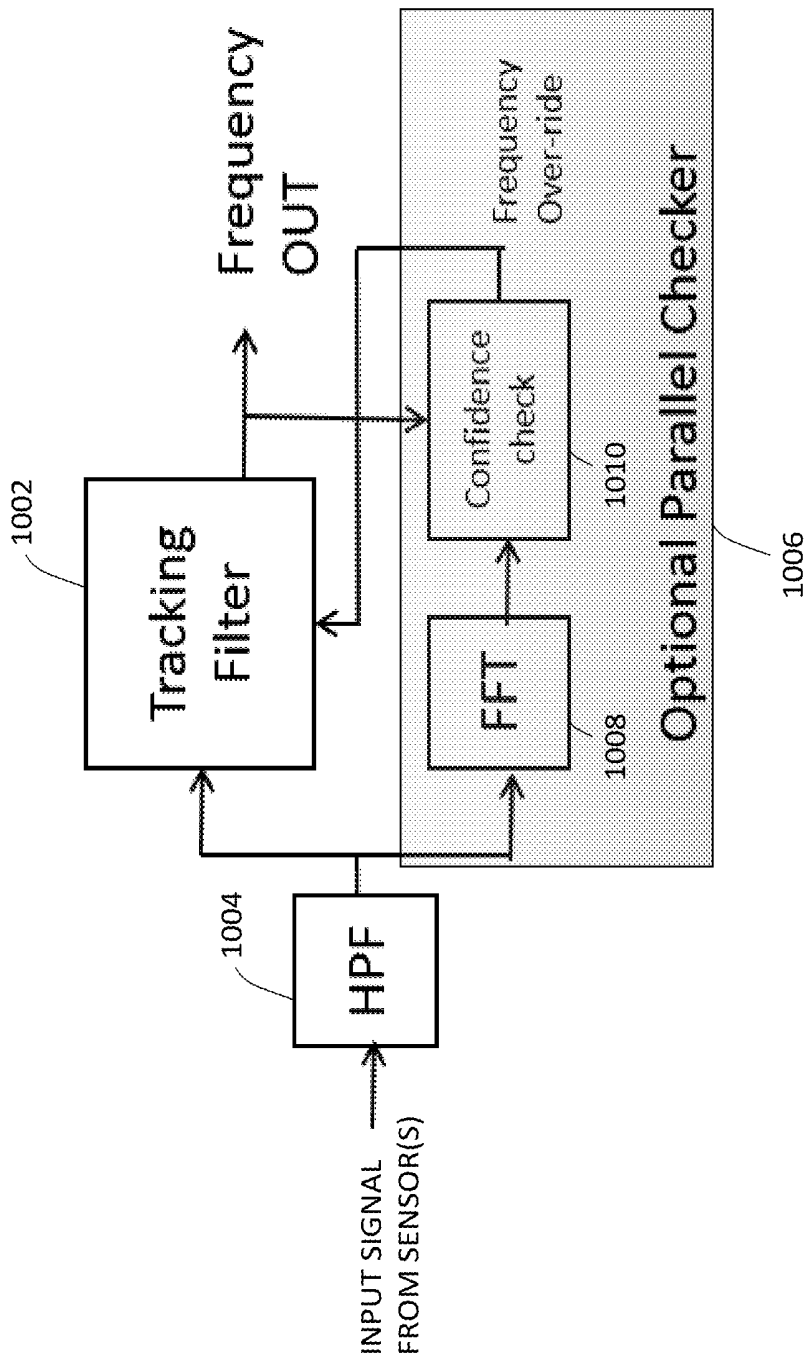 INPUT SIGNAL
FROM SENSOR(S)
HPF
1004
Tracking
Filter
1002
Frequency
OUT
FFT
1008
Confidence
check
1010
Frequency
Over-ride
Optional Parallel Checker
1006